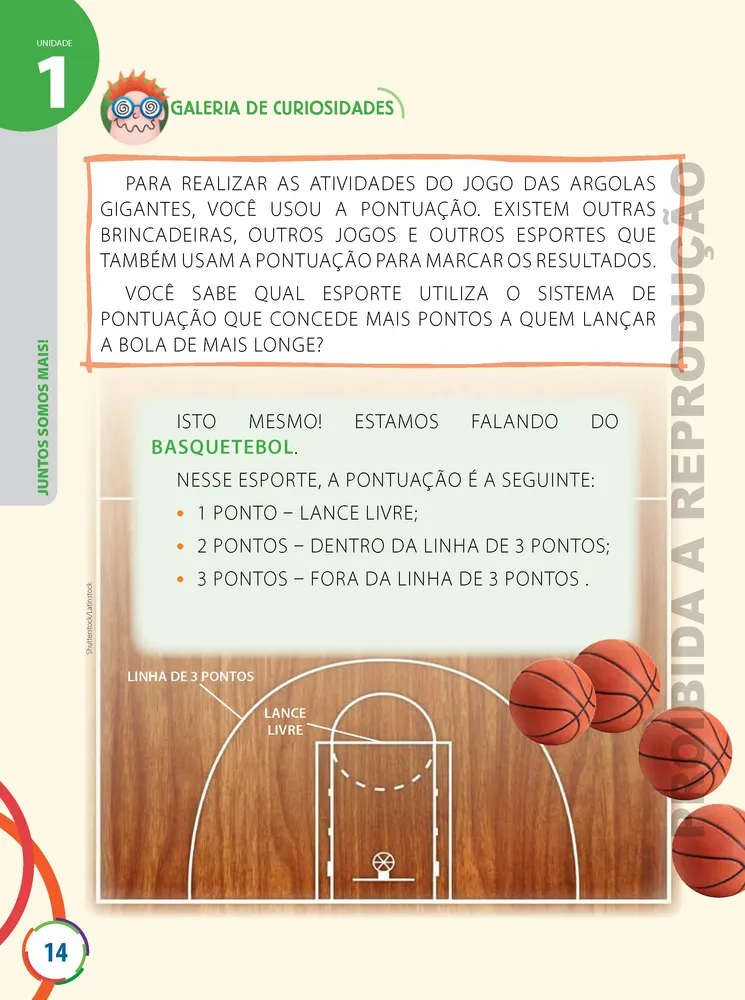 UNIDADE
1
GALERIA DE CURIOSIDADES
PARA REALIZAR AS ATIVIDADES DO JOGO DAS ARGOLAS
GIGANTES, VOCÊ USOU A PONTUAÇÃO. EXISTEM OUTRAS
BRINCADEIRAS, OUTROS JOGOS E OUTROS ESPORTES QUE
TAMBÉM USAM A PONTUAÇÃO PARA MARCAR OS RESULTADOS.
VOCÊ SABE QUAL ESPORTE UTILIZA O SISTEMA DE
PONTUAÇÃO QUE CONCEDE MAIS PONTOS A QUEM LANÇAR
A BOLA DE MAIS LONGE?
JUNTOS SOMOS MAIS!
ISTO MESMO! ESTAMOS FALANDO DO
BASQUETEBOL.
NESSE ESPORTE, A PONTUAÇÃO É A SEGUINTE:
• 1 PONTO – LANCE LIVRE;
• 2 PONTOS – DENTRO DA LINHA DE 3 PONTOS;
• 3 PONTOS – FORA DA LINHA DE 3 PONTOS .
Shutterstock/Latinstock
LINHA DE 3 PONTOS
LANCE
LIVRE
PROIBIDA A REPRODUÇÃO
14